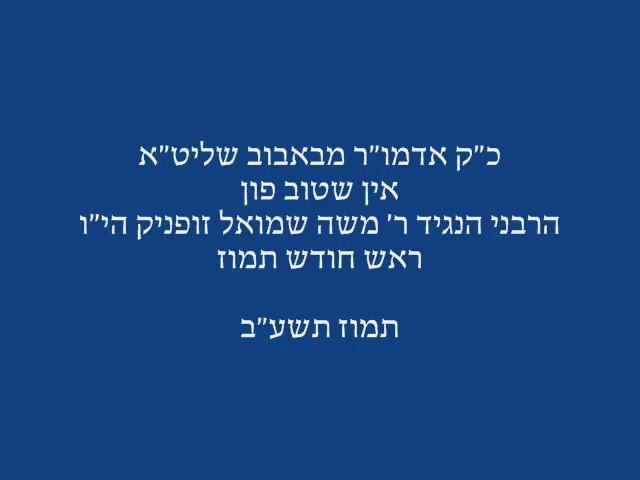 כ"ק אדמו"ר מבאבוב שליט"א
אין שטוב פון
הרבני הנגיד ר' משה שמואל זופניק הי"ו
ראש חודש תמוז
תמוז תשע"ב